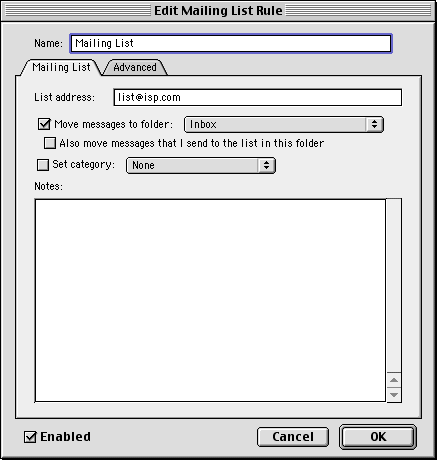 Edit Mailing List Rule
Name: Mailing List
Mailing List Advanced
List address: list@isp.com
Move messages to folder: Inbox
Also move messages that I send to the list in this folder
Set category: None
Notes:
Enabled Cancel OK